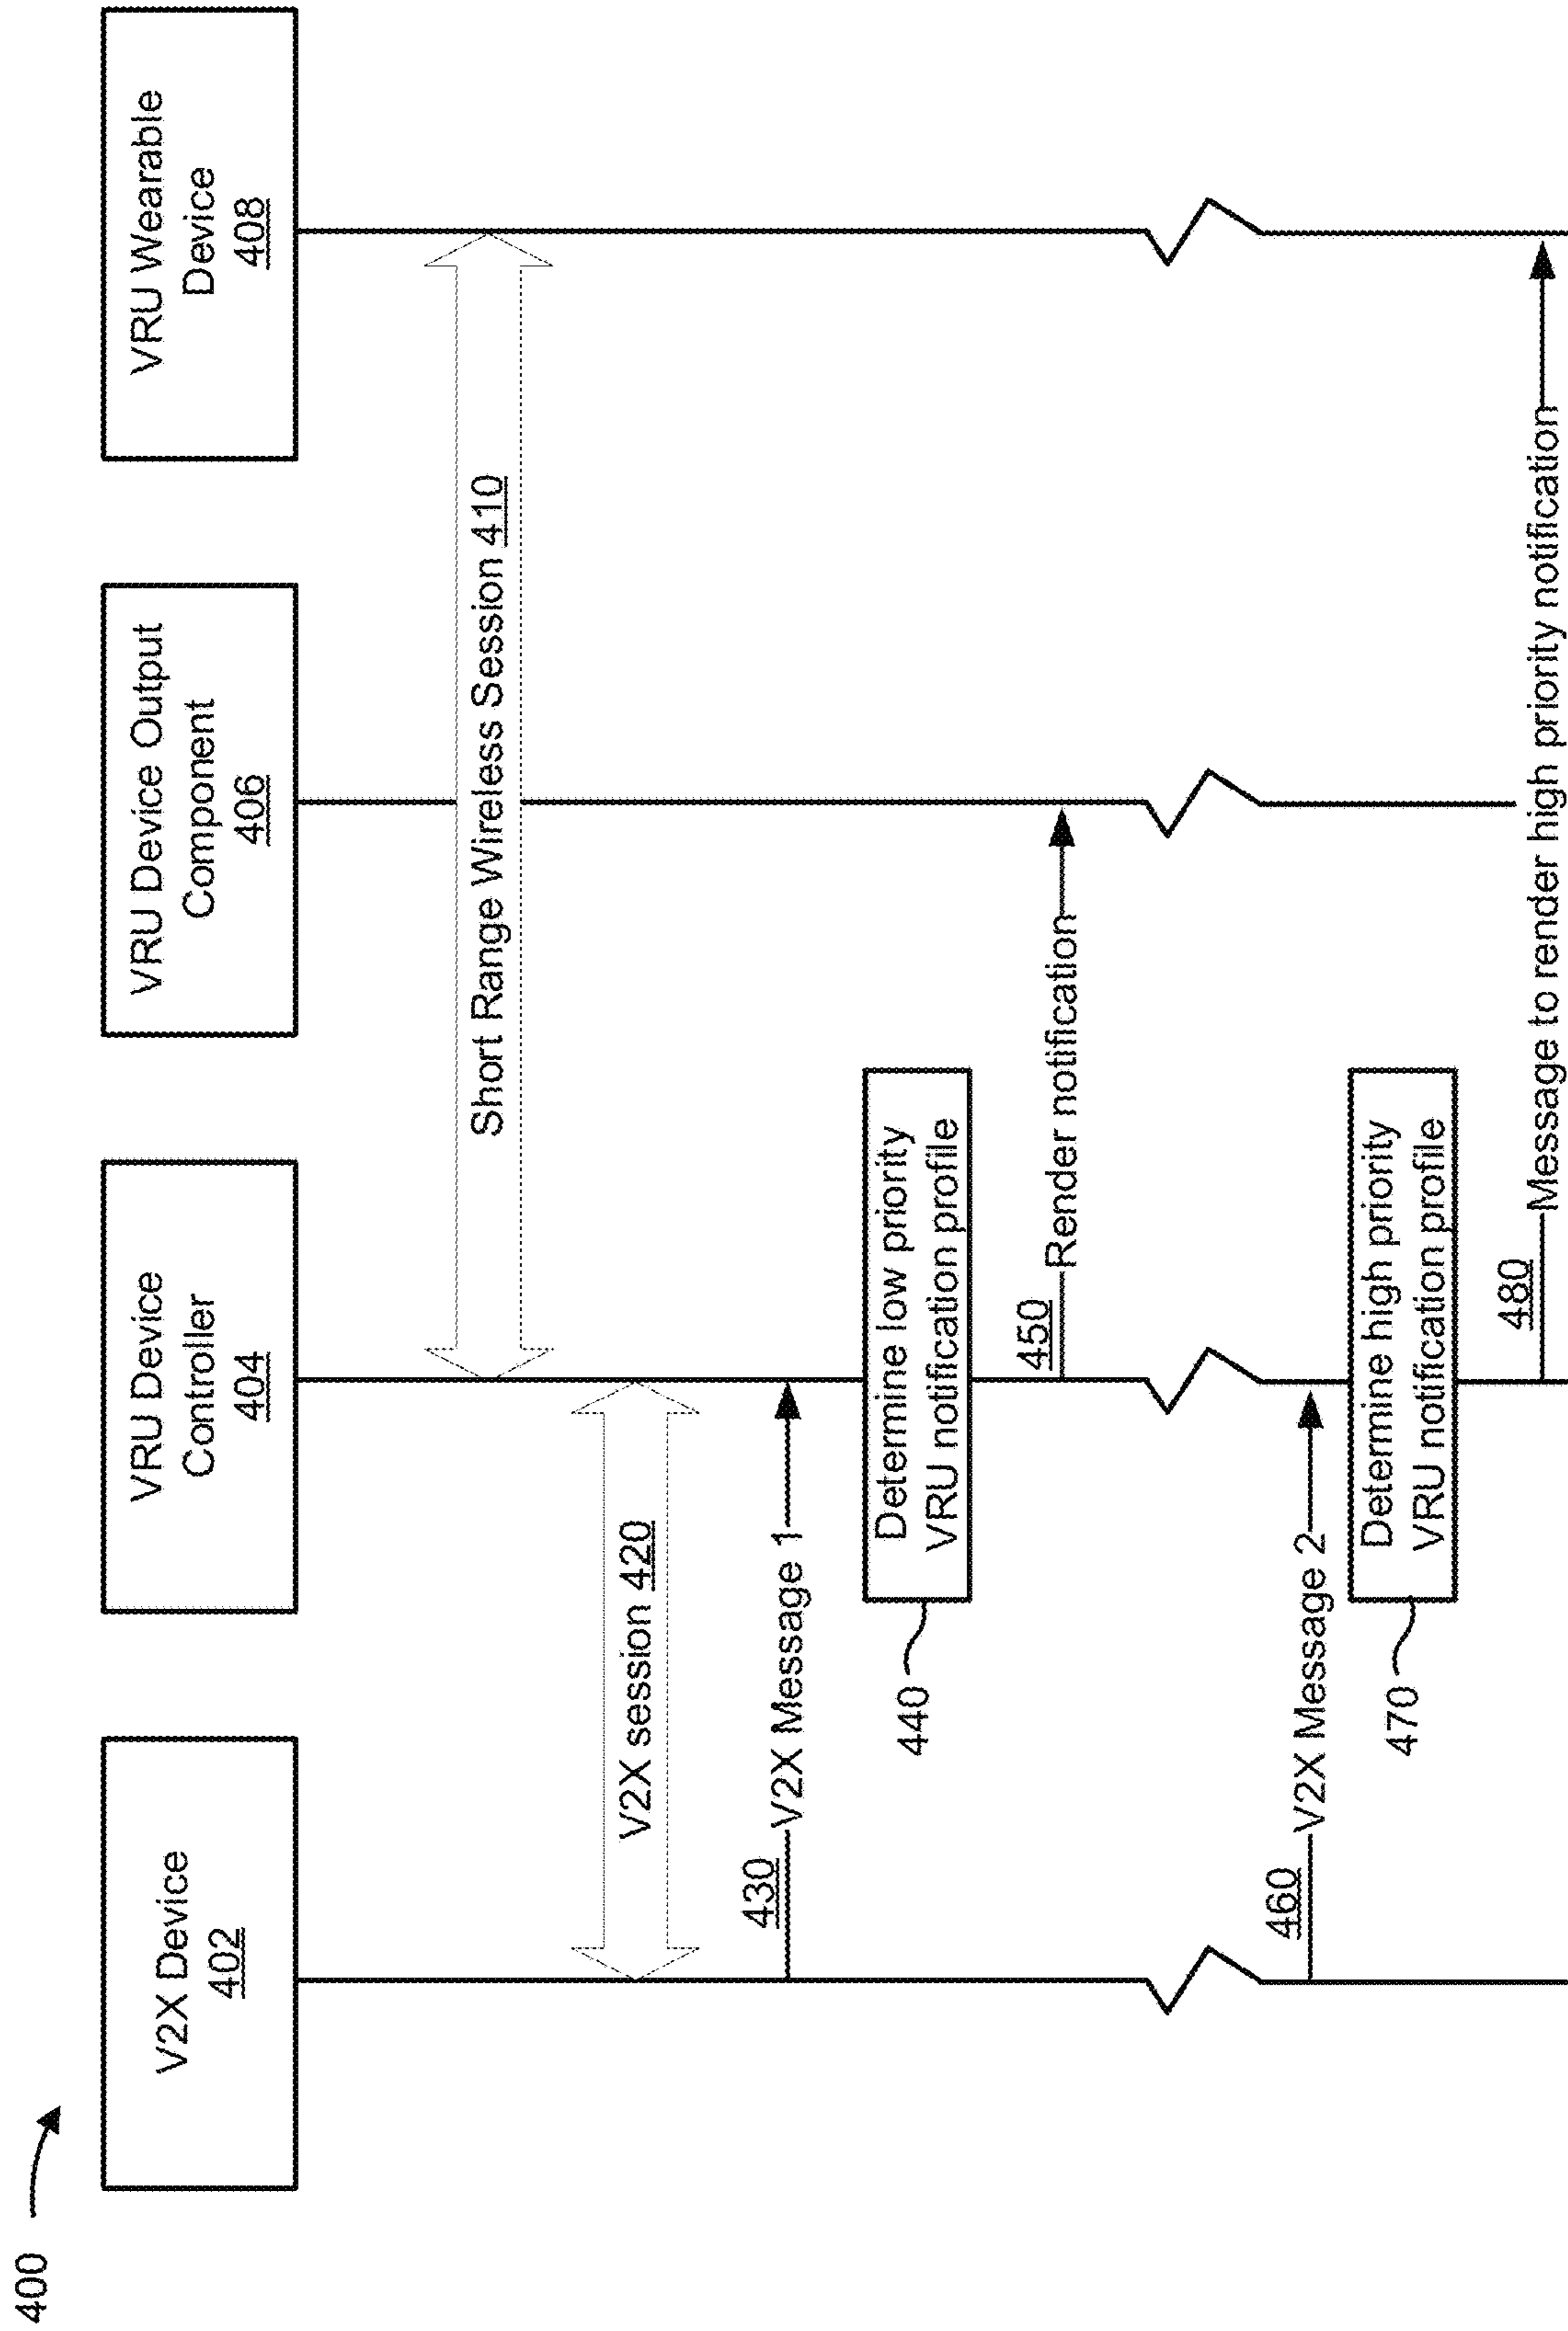 400
V2X Device
402
VRU Device
Controller
404
VRU Device Output
Component
406
VRU Wearable
Device
408
Short Range Wireless Session 410
V2X session 420
430
V2X Message 1
440
Determine low priority
VRU notification profile
450
Render notification
460
V2X Message 2
470
Determine high priority
VRU notification profile
480
Message to render high priority notification